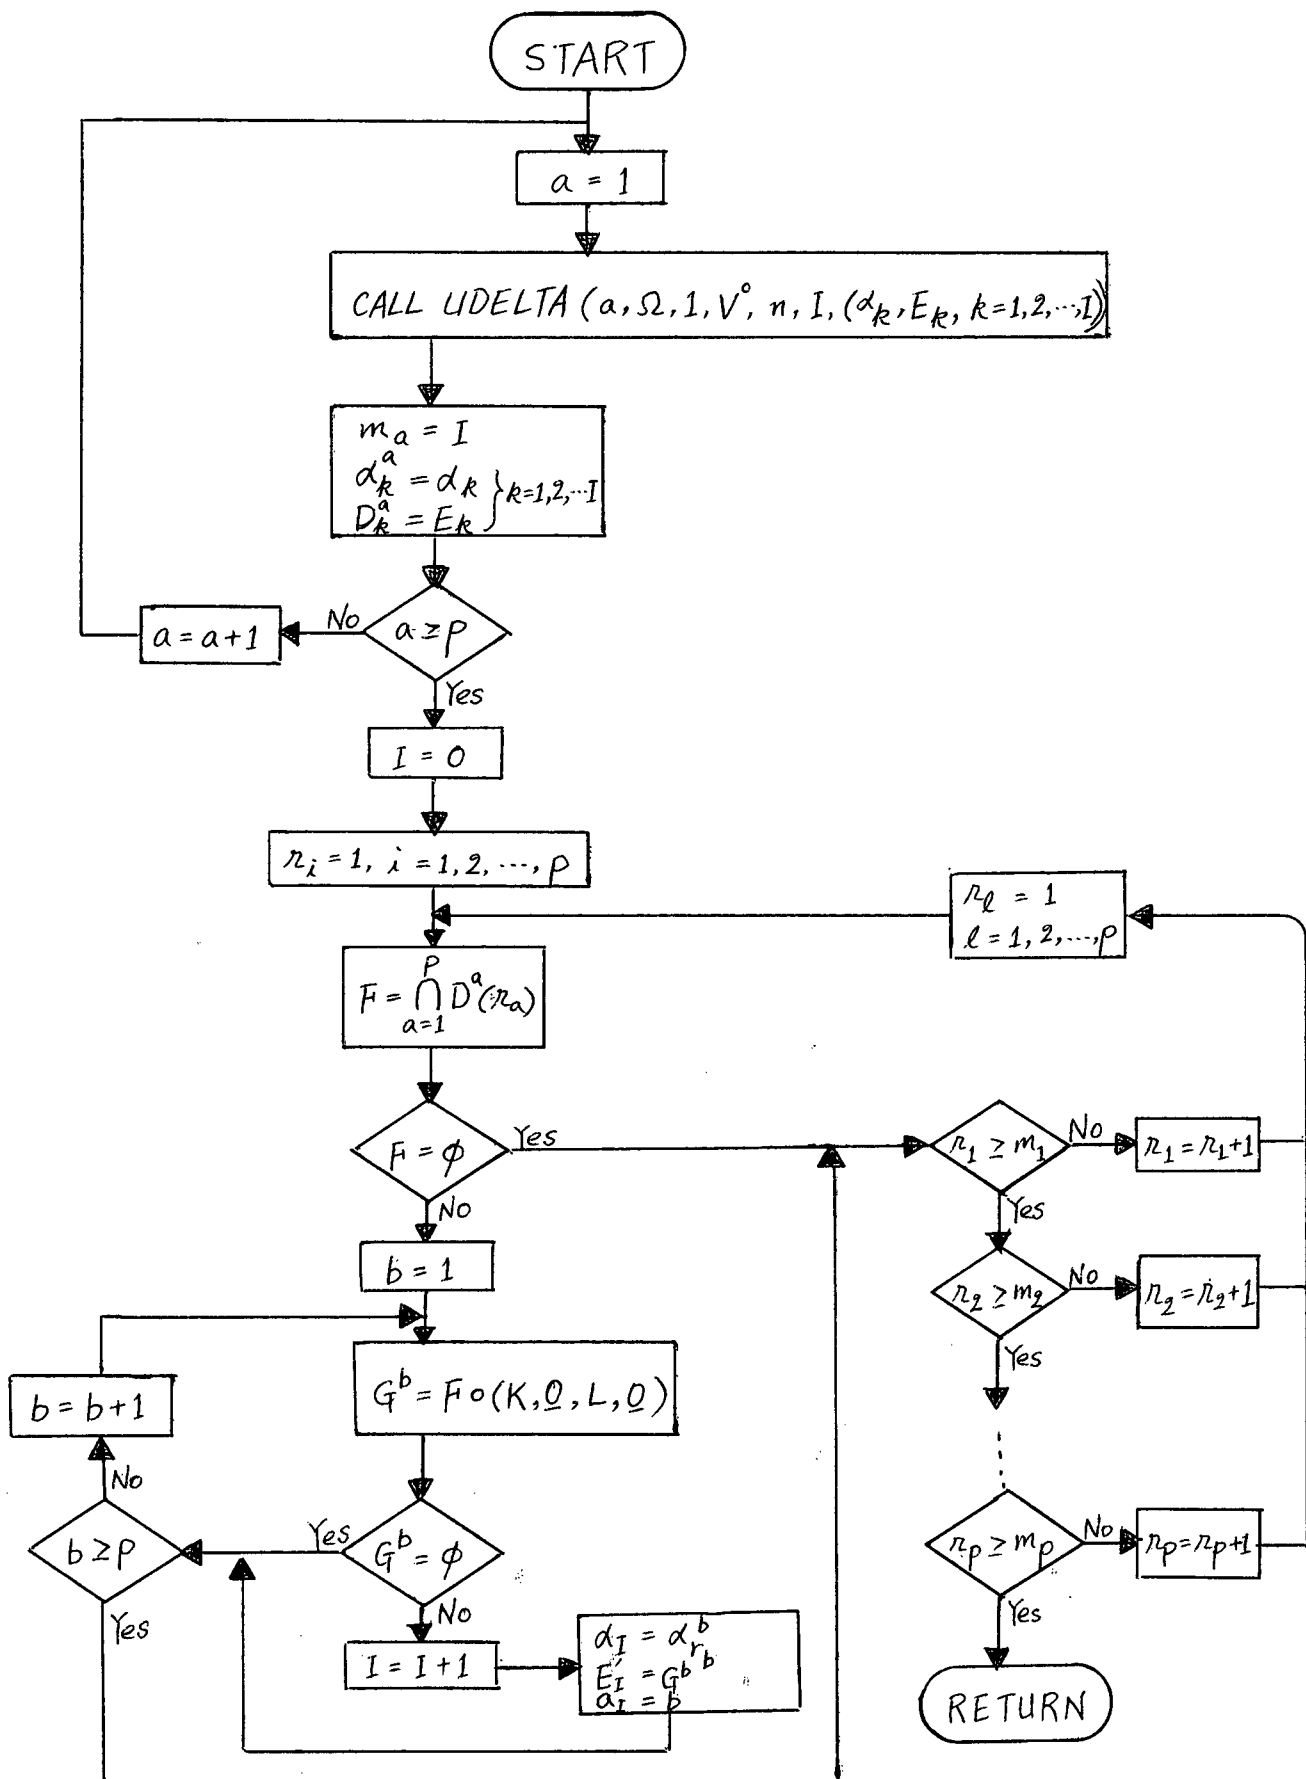 START
a = 1
CALL UDELTA (a, Ω, 1, V°, n, I, (α_k, E_k, k=1,2,...,I))
m_a = I
α_k^a = α_k
D_k^a = E_k } k=1,2,...I
a ≥ p
No
a = a+1
Yes
I = 0
r_i = 1, i = 1, 2, ..., p
r_l = 1
l = 1, 2, ..., p
F = ⋂_{a=1}^{p} D^a(r_a)
F = ϕ
Yes
r_1 ≥ m_1
No
r_1 = r_1+1
No
Yes
b = 1
r_2 ≥ m_2
No
r_2 = r_2+1
Yes
b = b+1
G^b = F∘(K, 0̲, L, 0̲)
No
b ≥ p
Yes
G^b = ϕ
r_p ≥ m_p
No
r_p = r_p+1
Yes
No
Yes
I = I+1
α_I = α_r_b^b
E'_I = G^b
a_I = b
RETURN